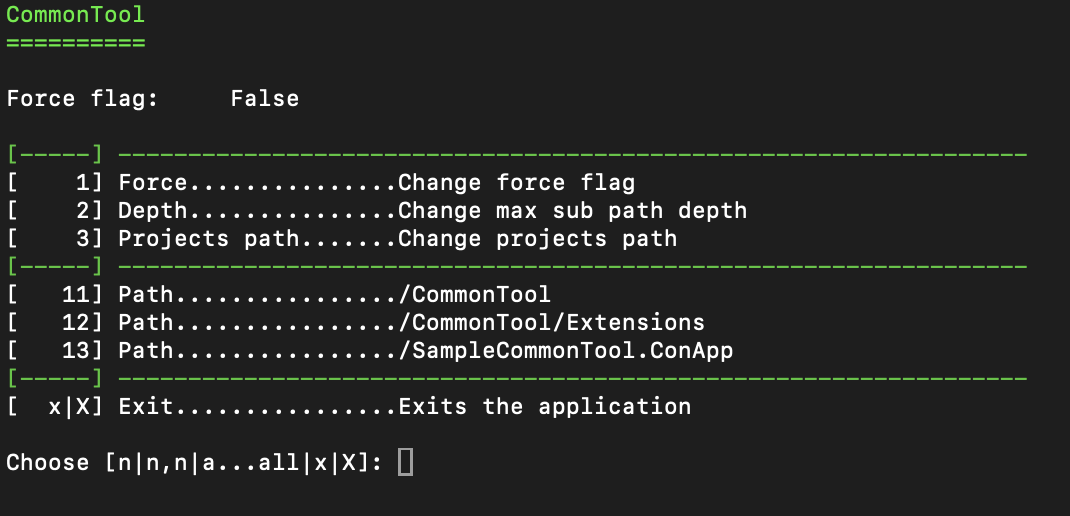 CommonTool
==========
Force flag:     False
[-----] -----------------------------------------------------------------
[    1] Force...............Change force flag
[    2] Depth...............Change max sub path depth
[    3] Projects path.......Change projects path
[-----] -----------------------------------------------------------------
[   11] Path................/CommonTool
[   12] Path................/CommonTool/Extensions
[   13] Path................/SampleCommonTool.ConApp
[-----] -----------------------------------------------------------------
[  x|X] Exit................Exits the application
Choose [n|n,n|a...all|x|X]: